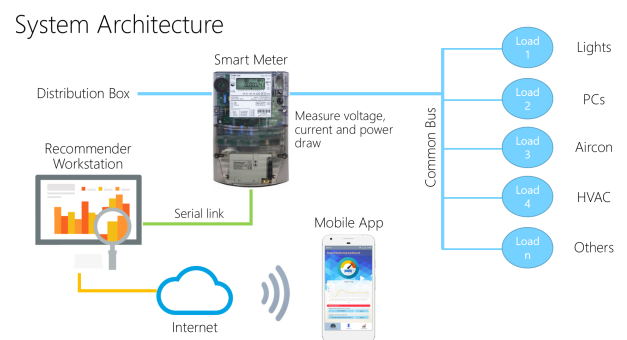 System Architecture
Smart Meter
Distribution Box
Measure voltage,
current and power
draw
Common Bus
Load
1
Lights
Load
2
PCs
Load
3
Aircon
Load
4
HVAC
Load
n
Others
Recommender
Workstation
Serial link
Mobile App
Internet